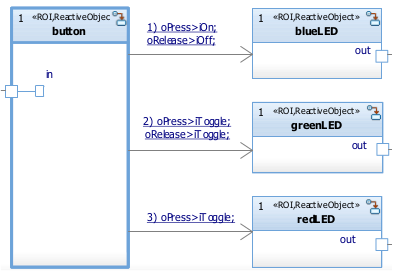 1 «ROI,ReactiveObjec
button
in
1) oPress>iOn;
oRelease>iOff;
1 «ROI,ReactiveObject»
blueLED
out
2) oPress>iToggle;
oRelease>iToggle;
1 «ROI,ReactiveObject»
greenLED
out
3) oPress>iToggle;
1 «ROI,ReactiveObject»
redLED
out